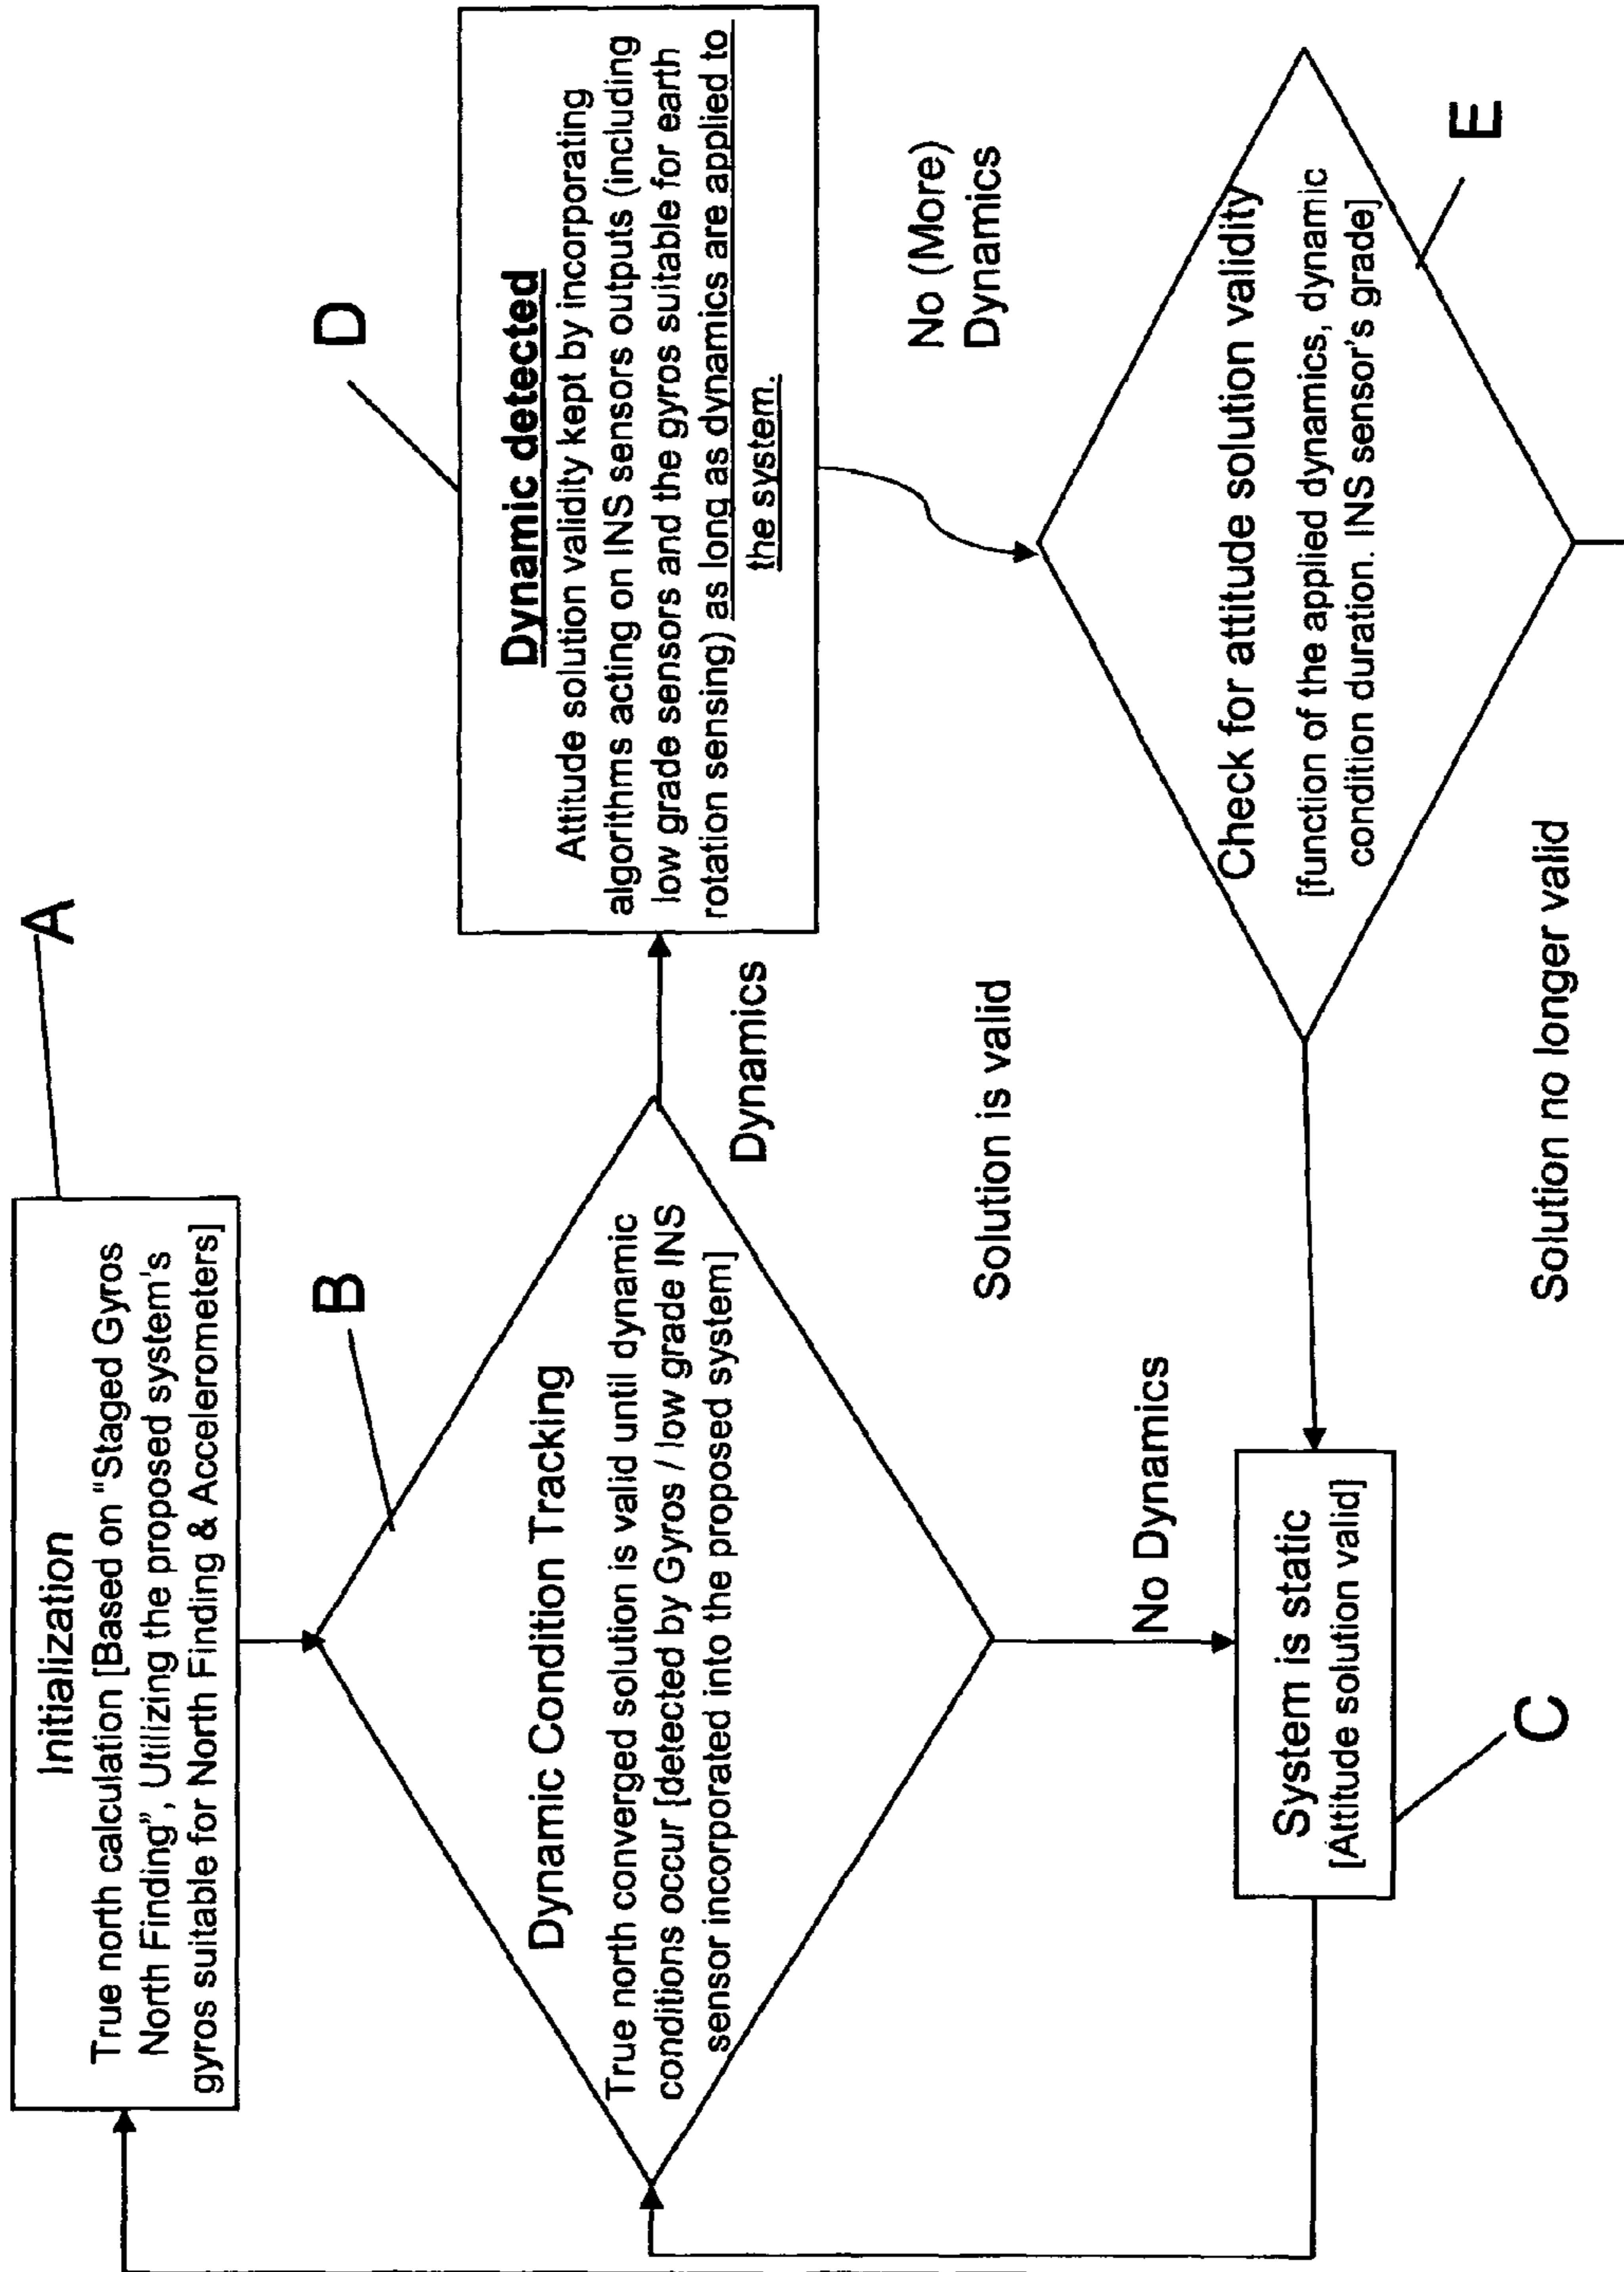 A
Initialization
True north calculation [Based on "Staged Gyros
North Finding", Utilizing the proposed system's
gyros suitable for North Finding & Accelerometers]
B
Dynamic Condition Tracking
True north converged solution is valid until dynamic
conditions occur [detected by Gyros / low grade INS
sensor incorporated into the proposed system]
Dynamics
D
Dynamic detected
Attitude solution validity kept by incorporating
algorithms acting on INS sensors outputs (including
low grade sensors and the gyros suitable for earth
rotation sensing) as long as dynamics are applied to
the system.
No (More)
Dynamics
No Dynamics
System is static
[Attitude solution valid]
C
Solution is valid
Check for attitude solution validity
[function of the applied dynamics, dynamic
condition duration. INS sensor's grade]
E
Solution no longer valid